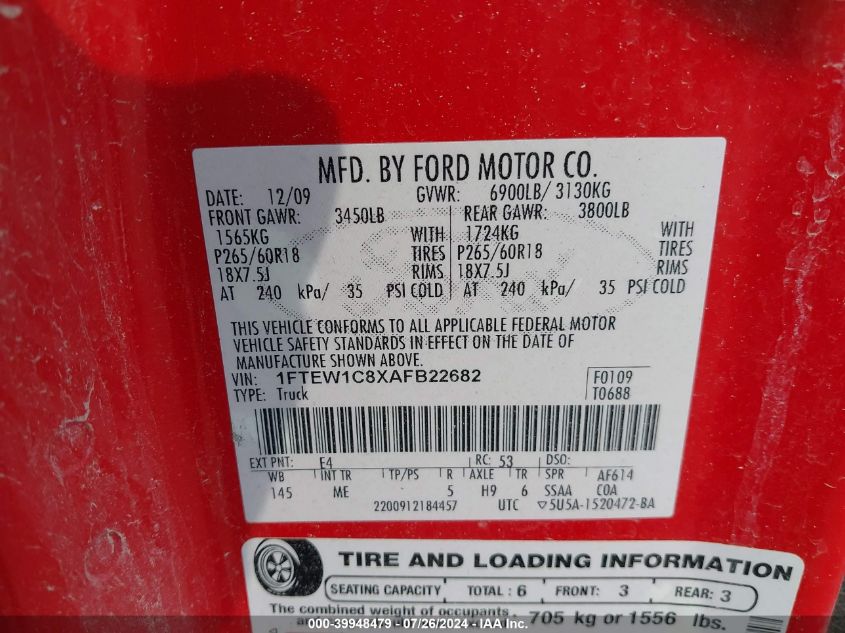 MFD. BY FORD MOTOR CO.
DATE: 12/09 GVWR: 6900LB/ 3130KG
FRONT GAWR: 3450LB REAR GAWR: 3800LB
1565KG WITH 1724KG WITH
P265/60R18 TIRES P265/60R18 TIRES
18X7.5J RIMS 18X7.5J RIMS
AT 240 kPa/ 35 PSI COLD AT 240 kPa/ 35 PSI COLD
THIS VEHICLE CONFORMS TO ALL APPLICABLE FEDERAL MOTOR
VEHICLE SAFETY STANDARDS IN EFFECT ON THE DATE OF
MANUFACTURE SHOWN ABOVE.
VIN: 1FTEW1C8XAFB22682 F0109
TYPE: Truck T0688
EXT PNT: E4 RC: 53 DSO:
WB INT TR TP/PS R AXLE TR SPR AF614
145 ME 5 H9 6 SSAA COA
2200912184457 UTC ▽5U5A-1520472-BA
TIRE AND LOADING INFORMATION
SEATING CAPACITY TOTAL: 6 FRONT: 3 REAR: 3
The combined weight of occupants
705 kg or 1556 lbs.
000-39948479 - 07/26/2024 - IAA Inc.